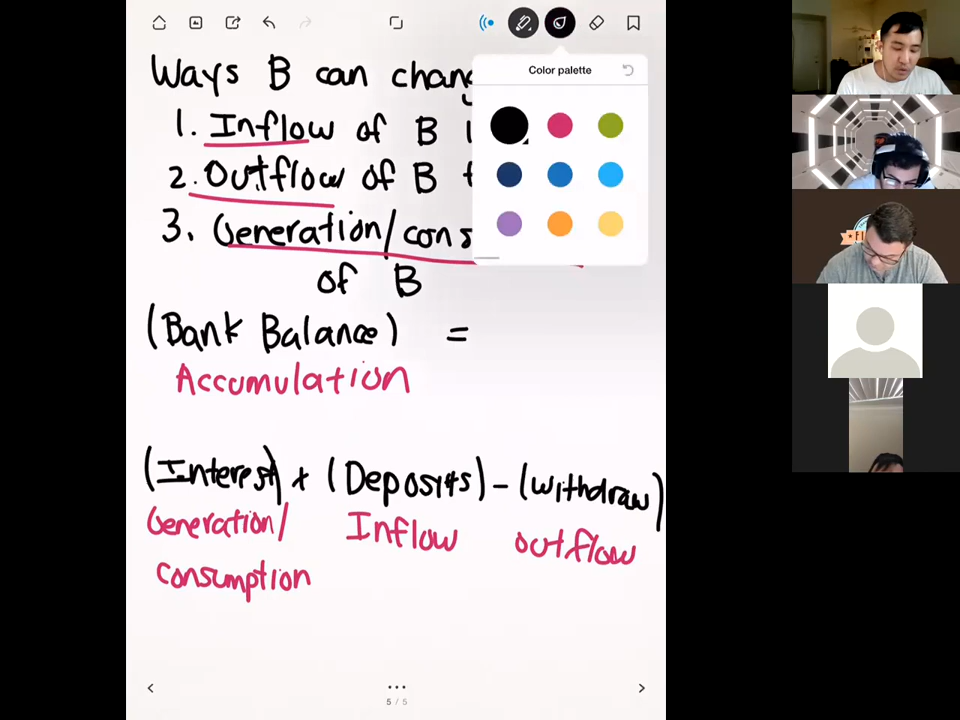 Ways B can chang
Color palette
1. Inflow of B
2. Outflow of B
3. Generation/cons
of B
(Bank Balance) =
Accumulation
(Interest) + (Deposits) - (Withdraw)
Generation/ Inflow Outflow
consumption
5 / 5